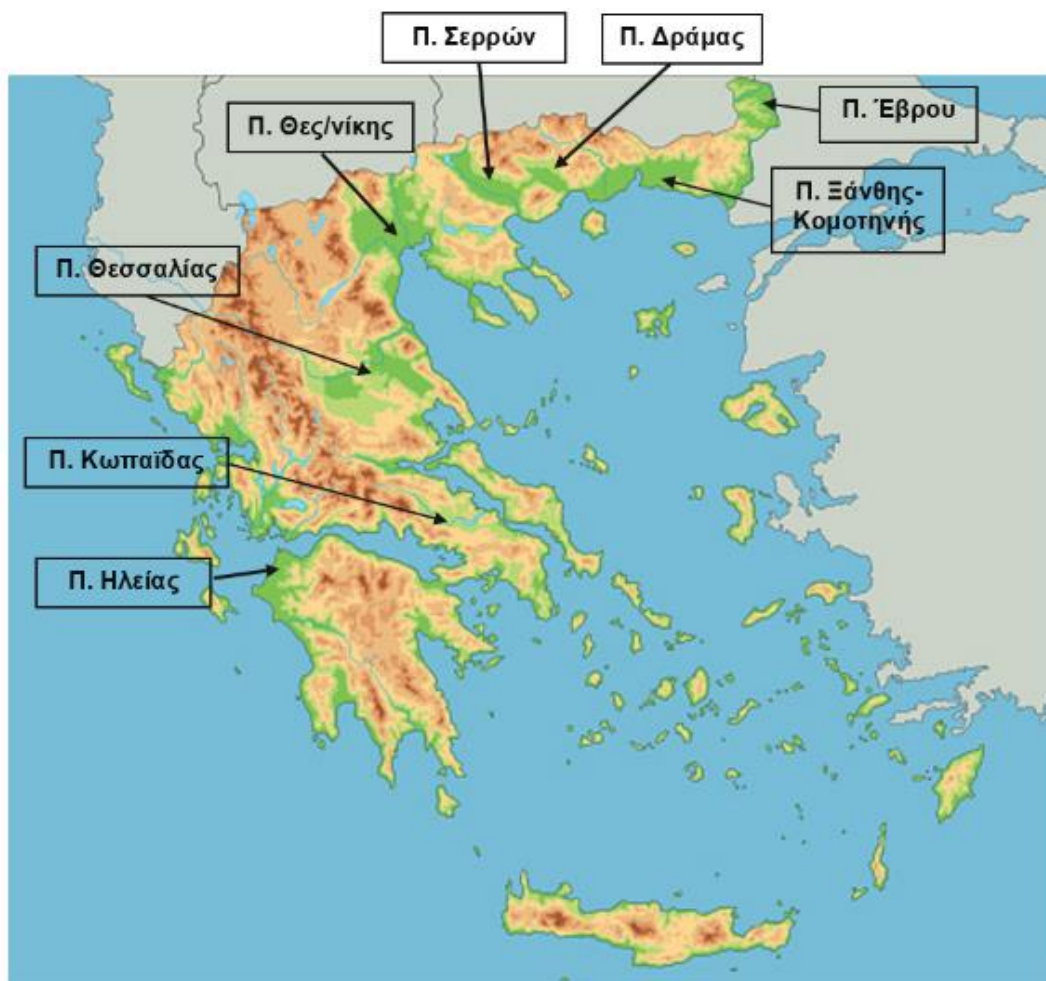 Π. Σερρών
Π. Δράμας
Π. Έβρου
Π. Θες/νίκης
Π. Ξάνθης-
Κομοτηνής
Π. Θεσσαλίας
Π. Κωπαΐδας
Π. Ηλείας